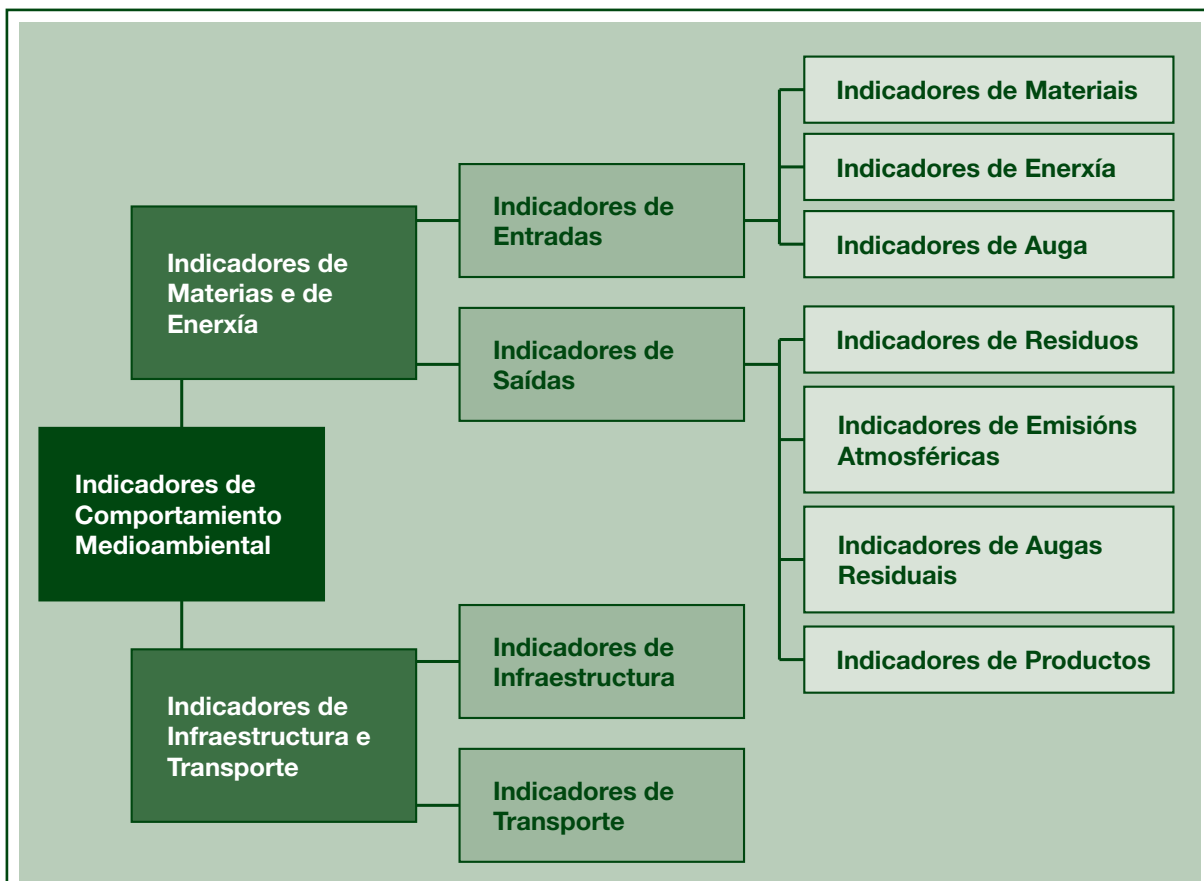 Indicadores de
Comportamiento
Medioambiental
Indicadores de
Materias e de
Enerxía
Indicadores de
Entradas
Indicadores de Materiais
Indicadores de Enerxía
Indicadores de Auga
Indicadores de
Saídas
Indicadores de Residuos
Indicadores de Emisións
Atmosféricas
Indicadores de Augas
Residuais
Indicadores de Productos
Indicadores de
Infraestructura e
Transporte
Indicadores de
Infraestructura
Indicadores de
Transporte